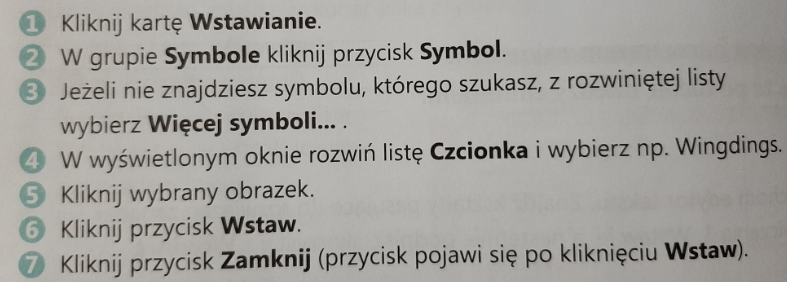 1 Kliknij kartę Wstawianie.
2 W grupie Symbole kliknij przycisk Symbol.
3 Jeżeli nie znajdziesz symbolu, którego szukasz, z rozwiniętej listy
wybierz Więcej symboli... .
4 W wyświetlonym oknie rozwiń listę Czcionka i wybierz np. Wingdings.
5 Kliknij wybrany obrazek.
6 Kliknij przycisk Wstaw.
7 Kliknij przycisk Zamknij (przycisk pojawi się po kliknięciu Wstaw).